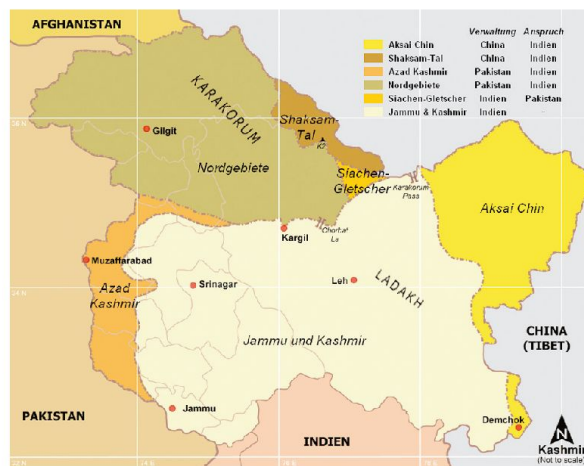 AFGHANISTAN
Verwaltung Anspruch
Aksai Chin China Indien
Shaksam-Tal China Indien
Azad Kashmir Pakistan Indien
Nordgebiete Pakistan Indien
Siachen-Gletscher Indien Pakistan
Jammu & Kashmir Indien
KARAKORUM
Gilgit
Shaksam-
Tal
K2
Nordgebiete
Siachen-
Gletscher
Karakorum
Pass
Aksai Chin
Chorbat
La
Kargil
Muzaffarabad
Azad
Kashmir
Srinagar
Leh
LADAKH
CHINA
(TIBET)
Jammu und Kashmir
PAKISTAN
Jammu
INDIEN
Demchok
N
Kashmir
(Not to scale)